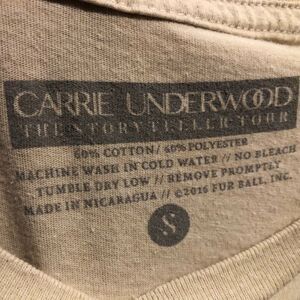 CARRIE UNDERWOOD
THE STORYTELLER TOUR
60% COTTON/ 40% POLYESTER
MACHINE WASH IN COLD WATER // NO BLEACH
TUMBLE DRY LOW // REMOVE PROMPTLY
MADE IN NICARAGUA // ©2016 FUR BALL, INC.
S